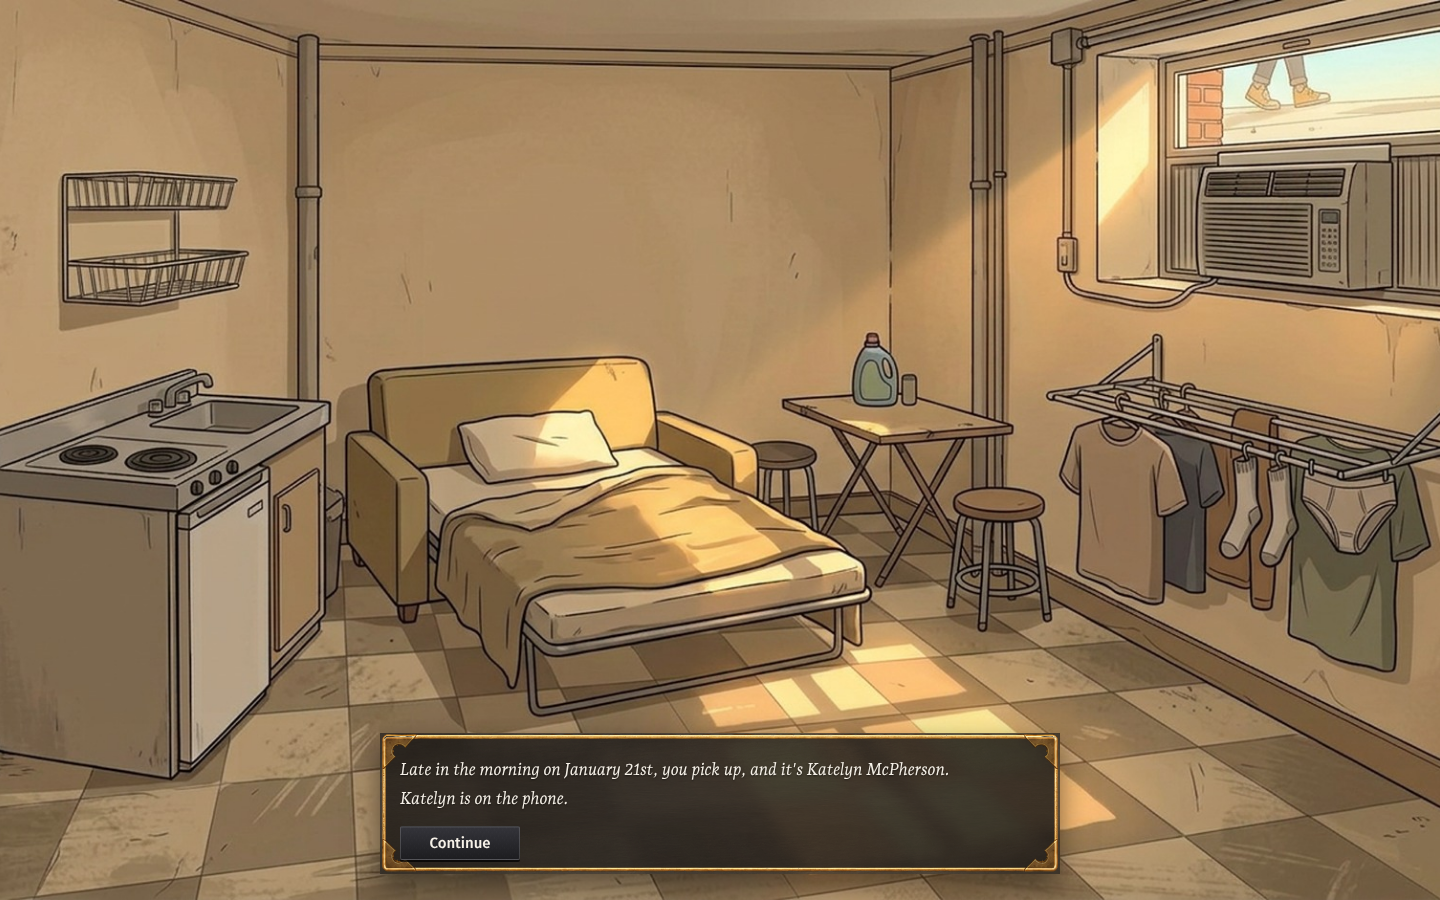 Late in the morning on January 21st, you pick up, and it's Katelyn McPherson.
Katelyn is on the phone.
Continue